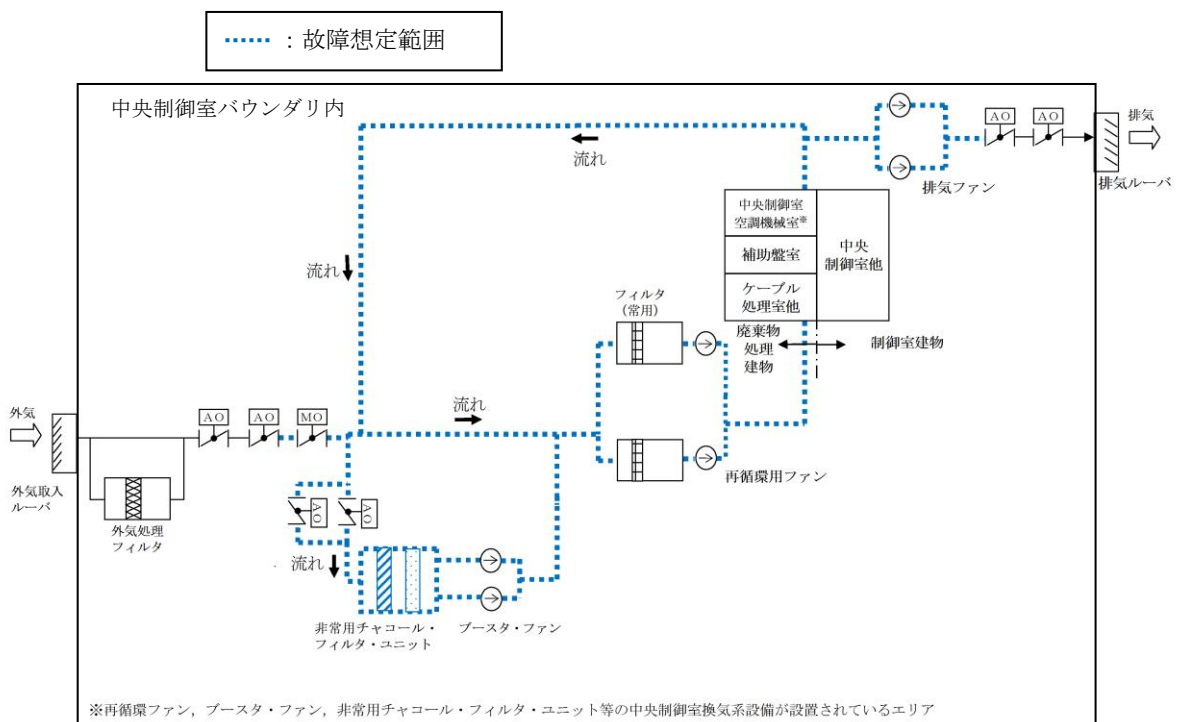 ：故障想定範囲
中央制御室バウンダリ内
流れ
排気ファン
AO
AO
排気
排気ルーバ
中央制御室
空調機械室※
補助盤室
ケーブル
処理室他
中央
制御室他
流れ
フィルタ
(常用)
廃棄物
処理
建物
制御室建物
外気
AO
AO
MO
流れ
再循環用ファン
外気取入
ルーバ
外気処理
フィルタ
AO
AO
流れ
非常用チャコール・
フィルタ・ユニット
ブースタ・ファン
※再循環ファン，ブースタ・ファン，非常用チャコール・フィルタ・ユニット等の中央制御室換気系設備が設置されているエリア